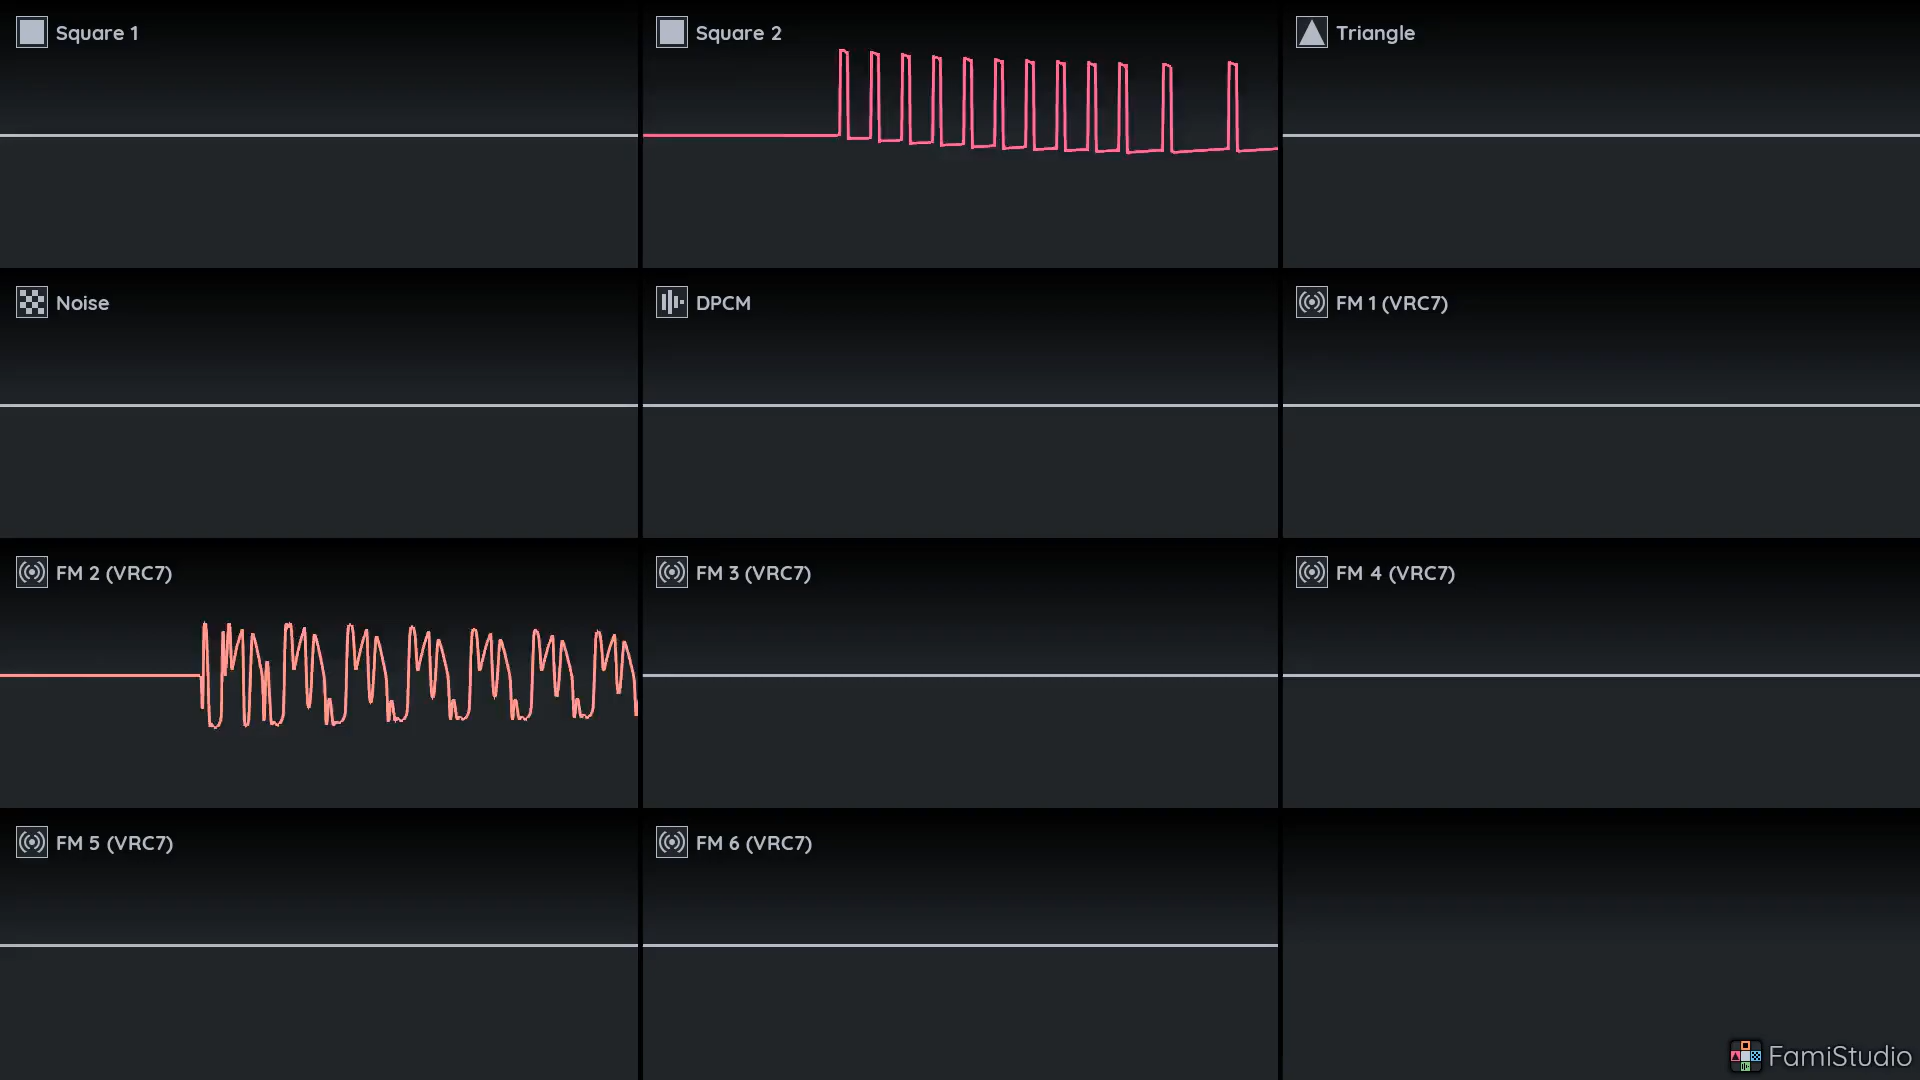 Square 1
Square 2
Triangle
Noise
DPCM
FM 1 (VRC7)
FM 2 (VRC7)
FM 3 (VRC7)
FM 4 (VRC7)
FM 5 (VRC7)
FM 6 (VRC7)
FamiStudio